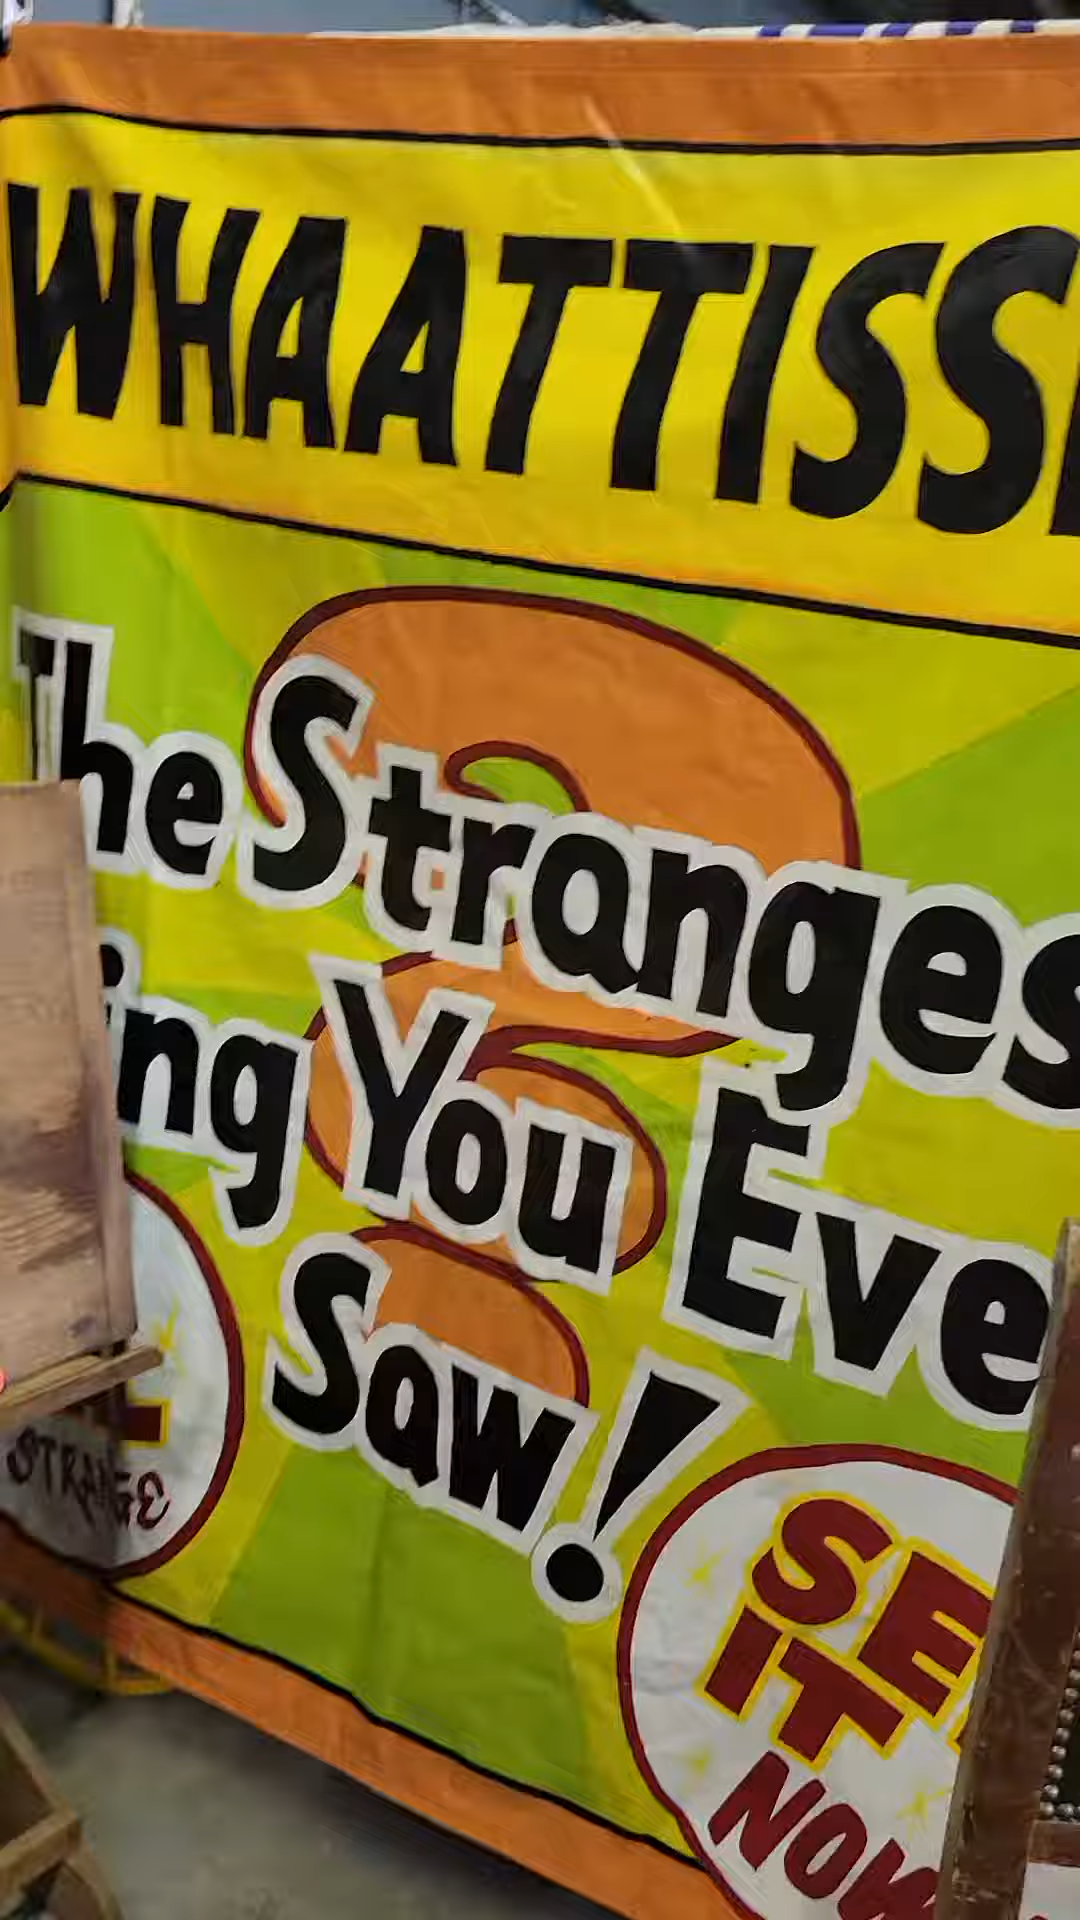 WHAATTISS
The Stranges
ing You Eve
Saw!
STRANGE
SE
IT
NOW